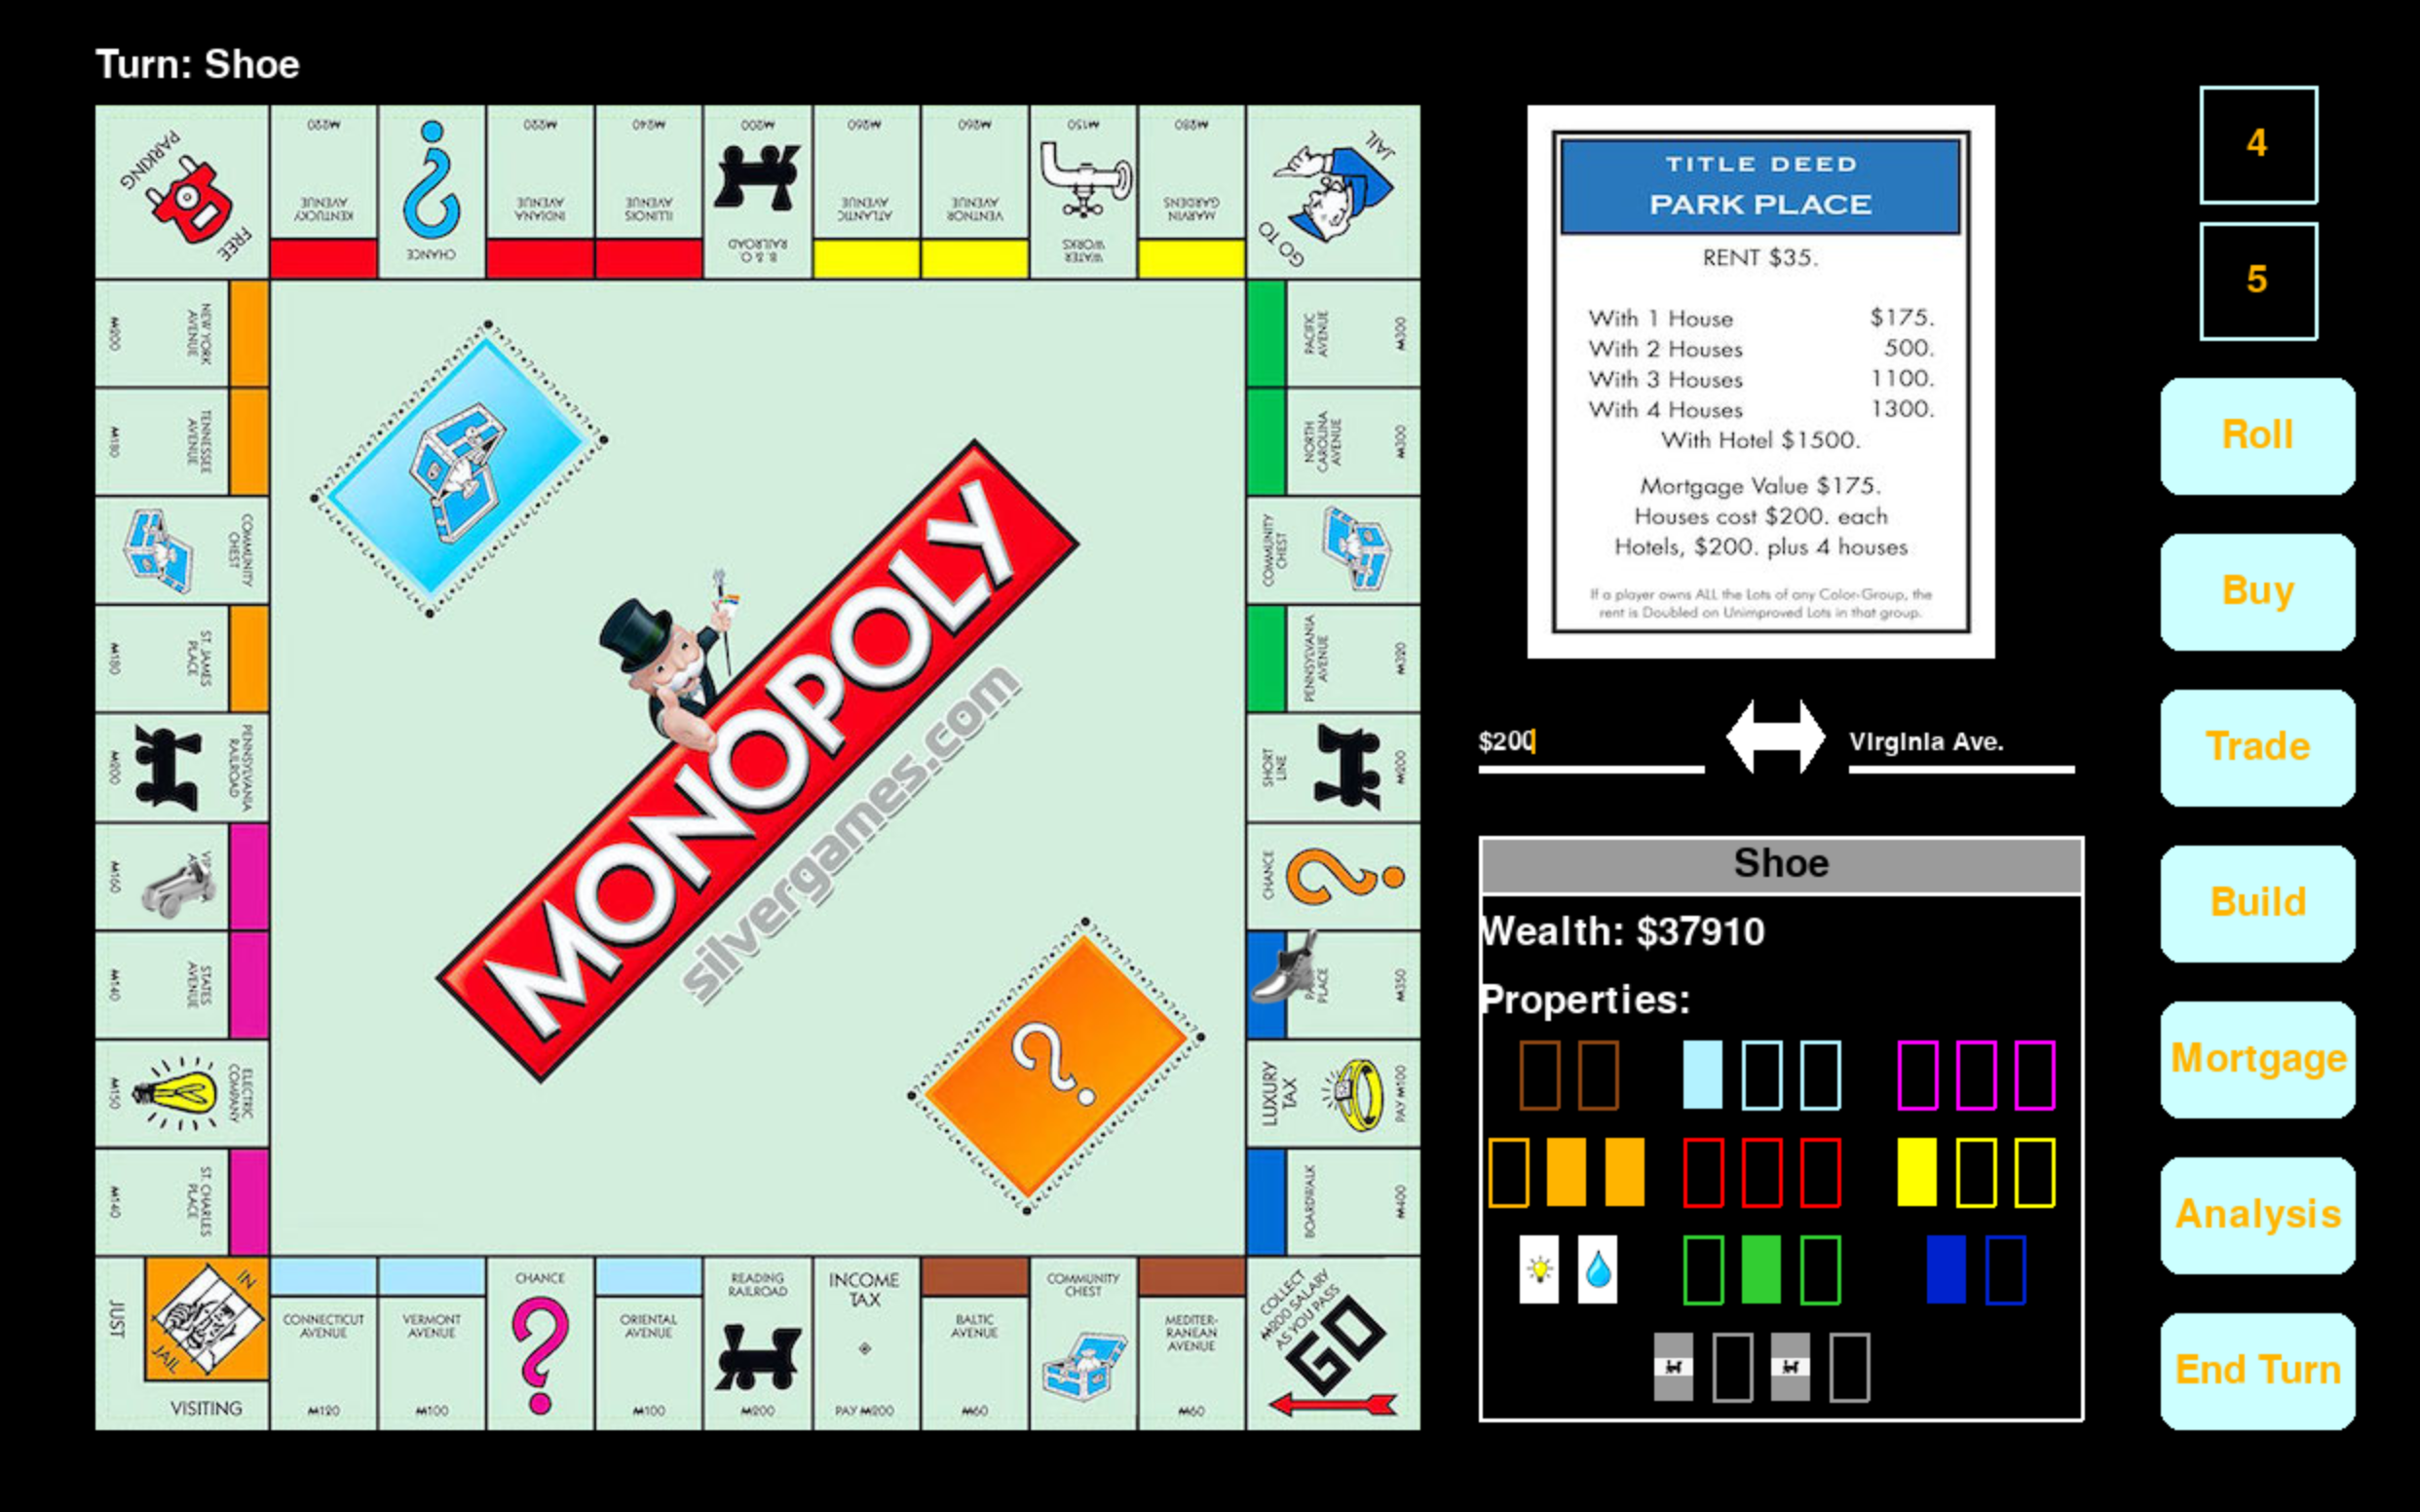 Turn: Shoe
FREE
PARKING
KENTUCKY
AVENUE
M220
CHANCE
INDIANA
AVENUE
M220
ILLINOIS
AVENUE
M240
B. & O.
RAILROAD
M200
ATLANTIC
AVENUE
M260
VENTNOR
AVENUE
M260
WATER
WORKS
M150
MARVIN
GARDENS
M280
GO TO
JAIL
NEW YORK
AVENUE
M200
TENNESSEE
AVENUE
M180
COMMUNITY
CHEST
ST. JAMES
PLACE
M180
PENNSYLVANIA
RAILROAD
M200
M160
STATES
AVENUE
M140
ELECTRIC
COMPANY
M150
ST. CHARLES
PLACE
M140
PACIFIC
AVENUE
M300
NORTH
CAROLINA
AVENUE
M300
COMMUNITY
CHEST
PENNSYLVANIA
AVENUE
M320
SHORT
LINE
M200
CHANCE
PLACE
M350
LUXURY
TAX
PAY M100
BOARDWALK
M400
MONOPOLY
silvergames.com
JUST
VISITING
IN
JAIL
CONNECTICUT
AVENUE
M120
VERMONT
AVENUE
M100
CHANCE
ORIENTAL
AVENUE
M100
READING
RAILROAD
M200
INCOME
TAX
PAY M200
BALTIC
AVENUE
M60
COMMUNITY
CHEST
MEDITER-
RANEAN
AVENUE
M60
COLLECT
M200 SALARY
AS YOU PASS
GO
TITLE DEED
PARK PLACE
RENT $35.
With 1 House $175.
With 2 Houses 500.
With 3 Houses 1100.
With 4 Houses 1300.
With Hotel $1500.
Mortgage Value $175.
Houses cost $200. each
Hotels, $200. plus 4 houses
If a player owns ALL the Lots of any Color-Group, the
rent is Doubled on Unimproved Lots in that group.
$200
Virginia Ave.
Shoe
Wealth: $37910
Properties:
4
5
Roll
Buy
Trade
Build
Mortgage
Analysis
End Turn